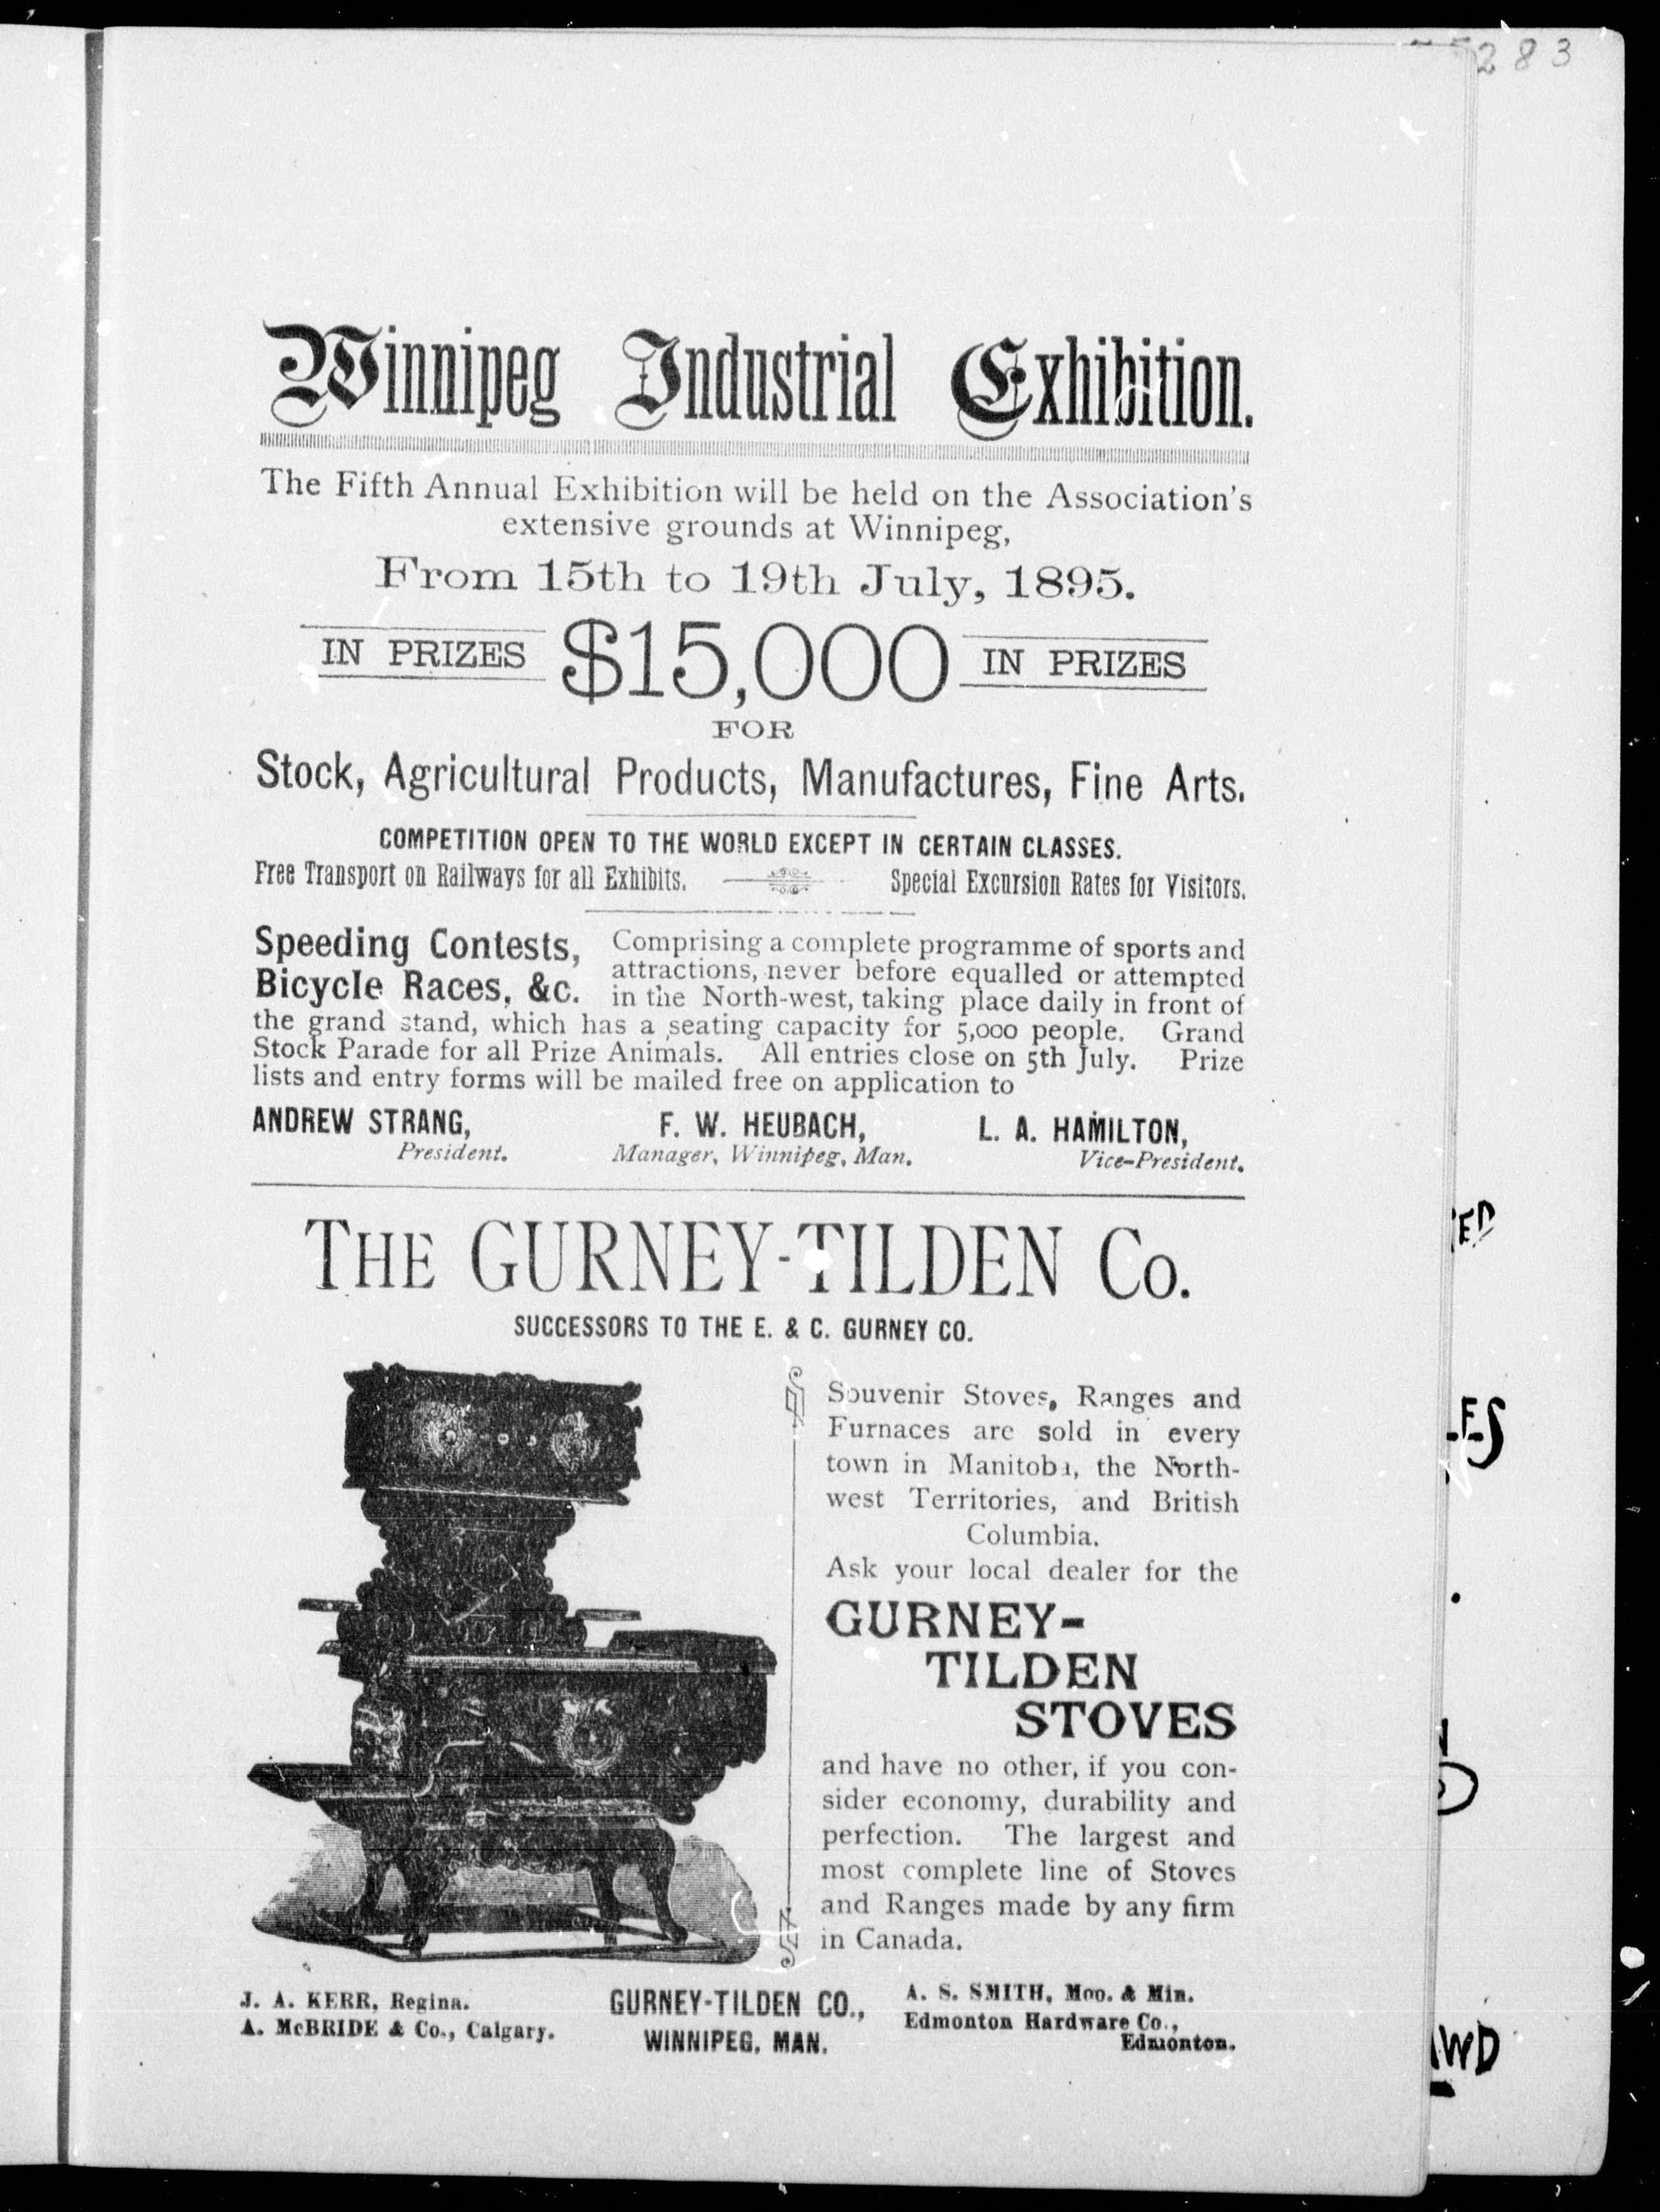 283
Winnipeg Industrial Exhibition.
The Fifth Annual Exhibition will be held on the Association's
extensive grounds at Winnipeg,
From 15th to 19th July, 1895.
IN PRIZES $15,000 IN PRIZES
FOR
Stock, Agricultural Products, Manufactures, Fine Arts.
COMPETITION OPEN TO THE WORLD EXCEPT IN CERTAIN CLASSES.
Free Transport on Railways for all Exhibits. Special Excursion Rates for Visitors.
Speeding Contests,
Bicycle Races, &c.
Comprising a complete programme of sports and
attractions, never before equalled or attempted
in the North-west, taking place daily in front of
the grand stand, which has a seating capacity for 5,000 people. Grand
Stock Parade for all Prize Animals. All entries close on 5th July. Prize
lists and entry forms will be mailed free on application to
ANDREW STRANG, F. W. HEUBACH, L. A. HAMILTON,
President. Manager, Winnipeg, Man. Vice-President.
THE GURNEY-TILDEN Co.
SUCCESSORS TO THE E. & C. GURNEY CO.
Souvenir Stoves, Ranges and
Furnaces are sold in every
town in Manitoba, the North-
west Territories, and British
Columbia.
Ask your local dealer for the
GURNEY-
TILDEN
STOVES
and have no other, if you con-
sider economy, durability and
perfection. The largest and
most complete line of Stoves
and Ranges made by any firm
in Canada.
J. A. KERR, Regina.
A. McBRIDE & Co., Calgary.
GURNEY-TILDEN CO.,
WINNIPEG, MAN.
A. S. SMITH, Moo. & Min.
Edmonton Hardware Co.,
Edmonton.
ED
ES
WD